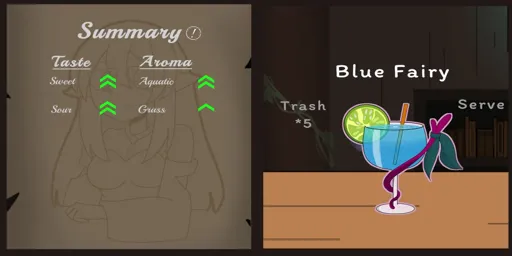 Summary !
Taste Aroma
Sweet Aquatic
Sour Grass
Blue Fairy
Trash Serve
*5